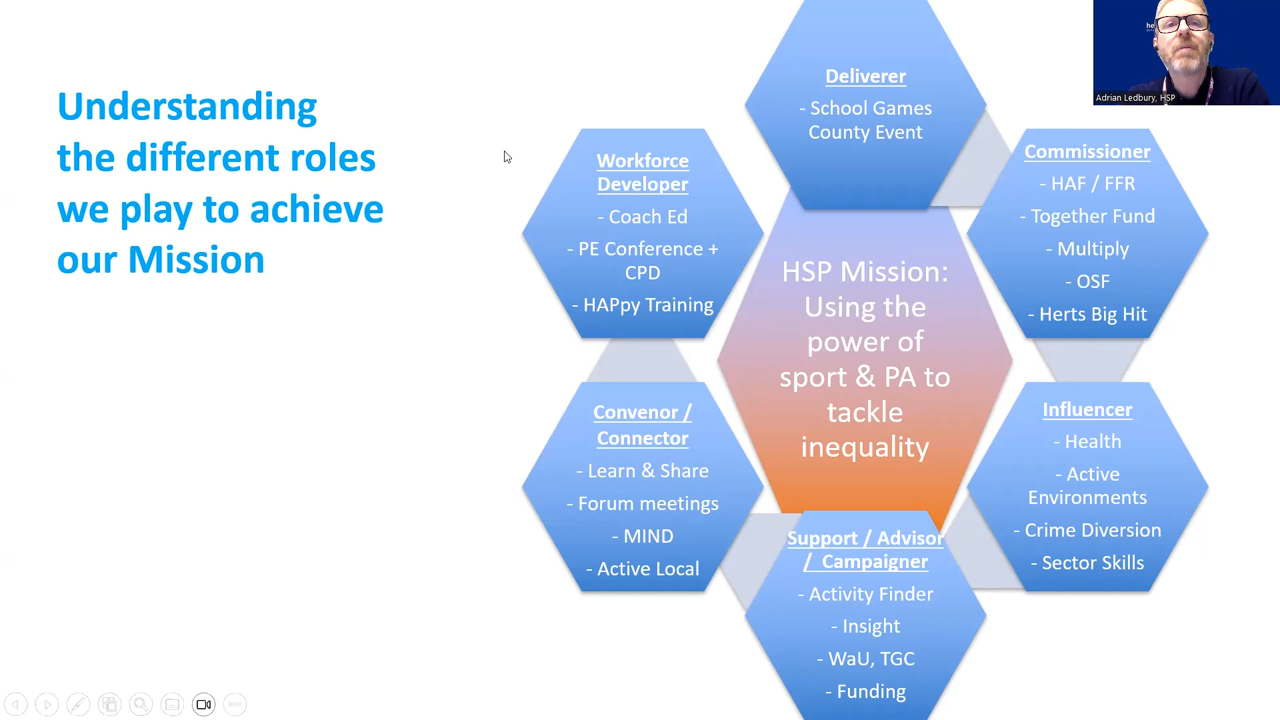 Understanding
the different roles
we play to achieve
our Mission
Deliverer
- School Games
County Event
Commissioner
- HAF / FFR
- Together Fund
- Multiply
- OSF
- Herts Big Hit
Influencer
- Health
- Active
Environments
- Crime Diversion
- Sector Skills
Support / Advisor
/ Campaigner
- Activity Finder
- Insight
- WaU, TGC
- Funding
Convenor /
Connector
- Learn & Share
- Forum meetings
- MIND
- Active Local
Workforce
Developer
- Coach Ed
- PE Conference +
CPD
- HAPpy Training
HSP Mission:
Using the
power of
sport & PA to
tackle
inequality
Adrian Ledbury, HSP